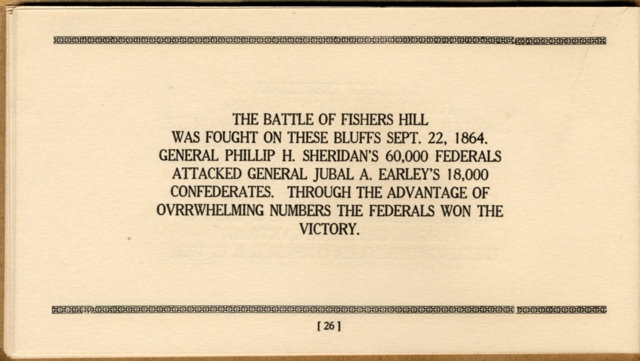 THE BATTLE OF FISHERS HILL
WAS FOUGHT ON THESE BLUFFS SEPT. 22, 1864.
GENERAL PHILLIP H. SHERIDAN'S 60,000 FEDERALS
ATTACKED GENERAL JUBAL A. EARLEY'S 18,000
CONFEDERATES. THROUGH THE ADVANTAGE OF
OVRRWHELMING NUMBERS THE FEDERALS WON THE
VICTORY.
[ 26 ]